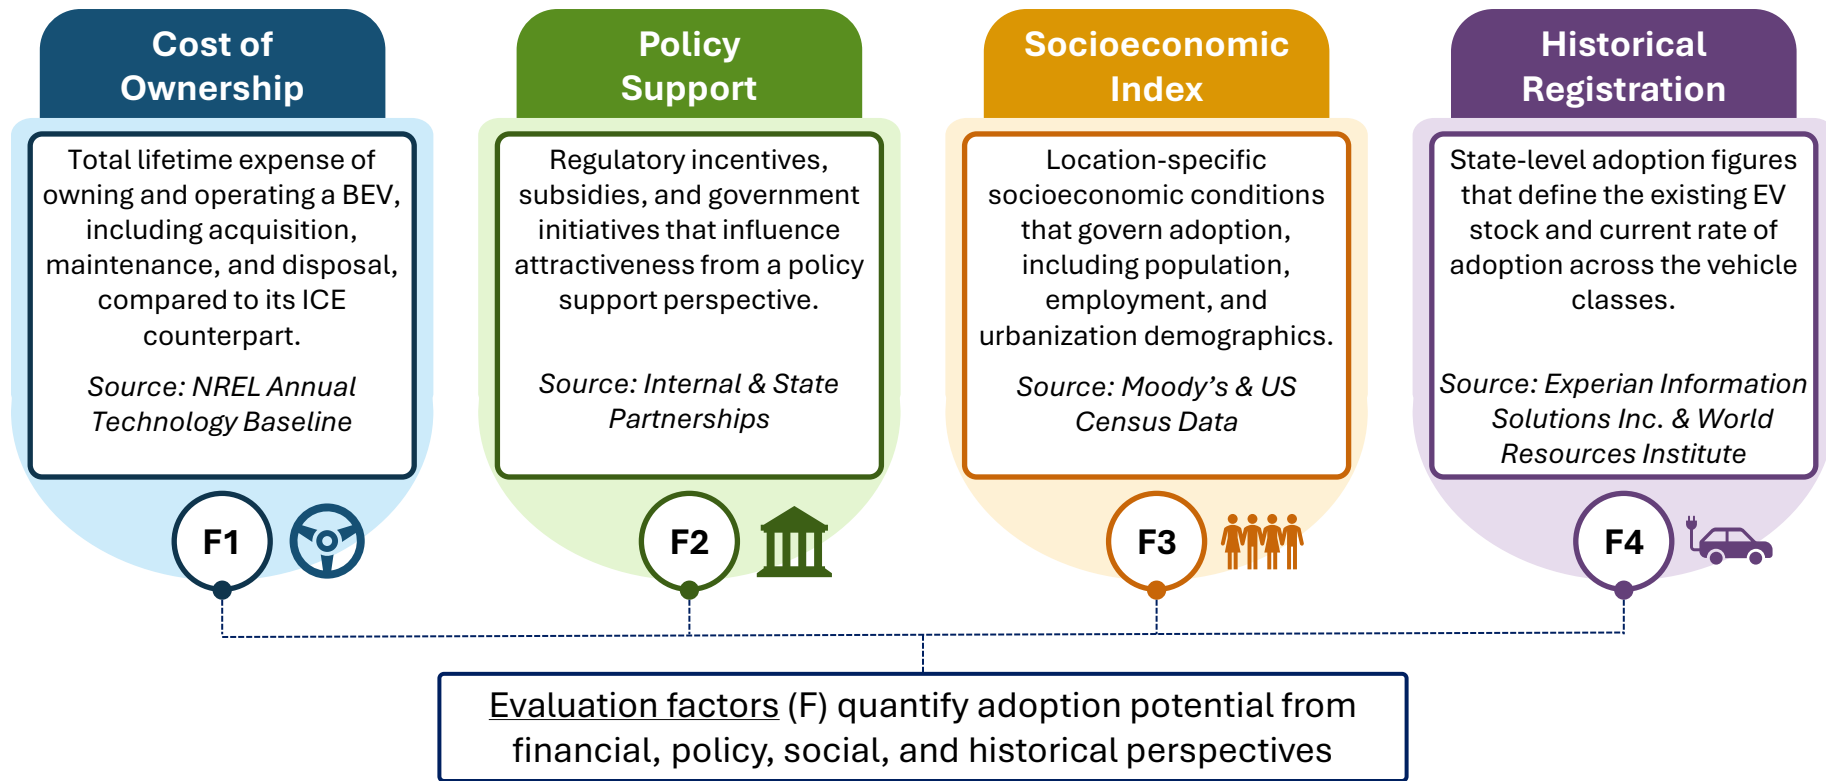 Cost of
Ownership
Total lifetime expense of
owning and operating a BEV,
including acquisition,
maintenance, and disposal,
compared to its ICE
counterpart.
Source: NREL Annual
Technology Baseline
F1
Policy
Support
Regulatory incentives,
subsidies, and government
initiatives that influence
attractiveness from a policy
support perspective.
Source: Internal & State
Partnerships
F2
Socioeconomic
Index
Location-specific
socioeconomic conditions
that govern adoption,
including population,
employment, and
urbanization demographics.
Source: Moody's & US
Census Data
F3
Historical
Registration
State-level adoption figures
that define the existing EV
stock and current rate of
adoption across the vehicle
classes.
Source: Experian Information
Solutions Inc. & World
Resources Institute
F4
Evaluation factors (F) quantify adoption potential from
financial, policy, social, and historical perspectives